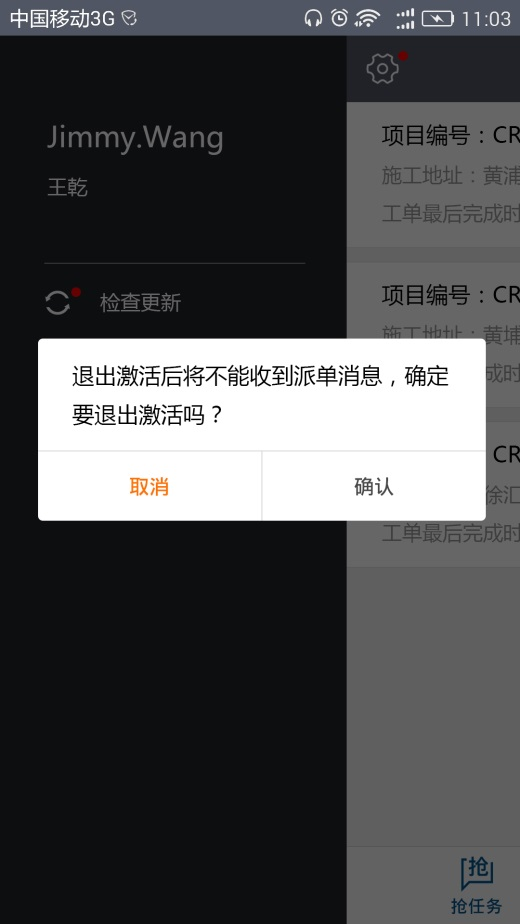 中国移动3G
11:03
Jimmy.Wang
王乾
检查更新
项目编号：CR
施工地址：黄浦
工单最后完成时
项目编号：CR
施工地址：黄埔
成时
退出激活后将不能收到派单消息，确定
要退出激活吗？
取消
确认
CR
徐汇
工单最后完成时
抢
抢任务